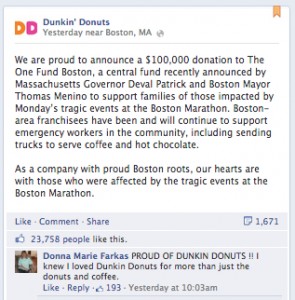 DD
Dunkin' Donuts
Yesterday near Boston, MA
We are proud to announce a $100,000 donation to The
One Fund Boston, a central fund recently announced by
Massachusetts Governor Deval Patrick and Boston Mayor
Thomas Menino to support families of those impacted by
Monday's tragic events at the Boston Marathon. Boston-
area franchisees have been and will continue to support
emergency workers in the community, including sending
trucks to serve coffee and hot chocolate.
As a company with proud Boston roots, our hearts are
with those who were affected by the tragic events at the
Boston Marathon.
Like · Comment · Share 1,671
23,758 people like this.
Donna Marie Farkas PROUD OF DUNKIN DONUTS !! I
knew I loved Dunkin Donuts for more than just the
donuts and coffee.
Like · Reply · 193 · Yesterday at 10:03am